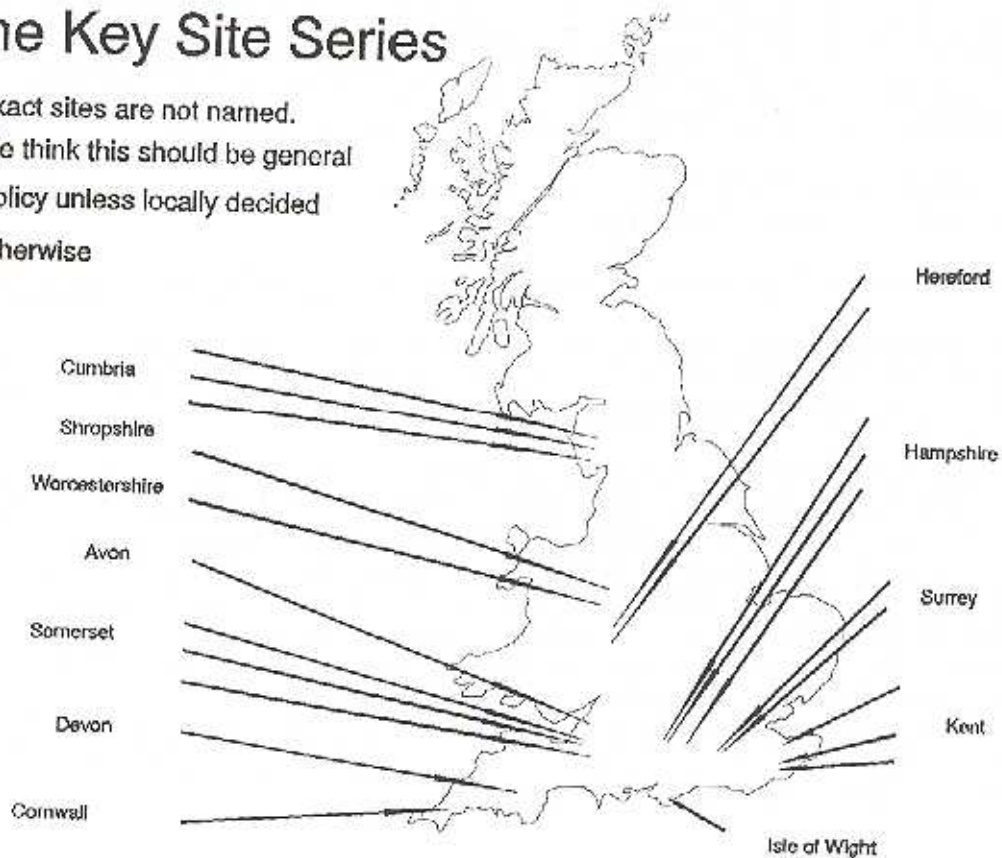 ne Key Site Series
xact sites are not named.
e think this should be general
olicy unless locally decided
herwise
Hereford
Cumbria
Shropshire
Hampshire
Worcestershire
Avon
Surrey
Somerset
Devon
Kent
Cornwall
Isle of Wight